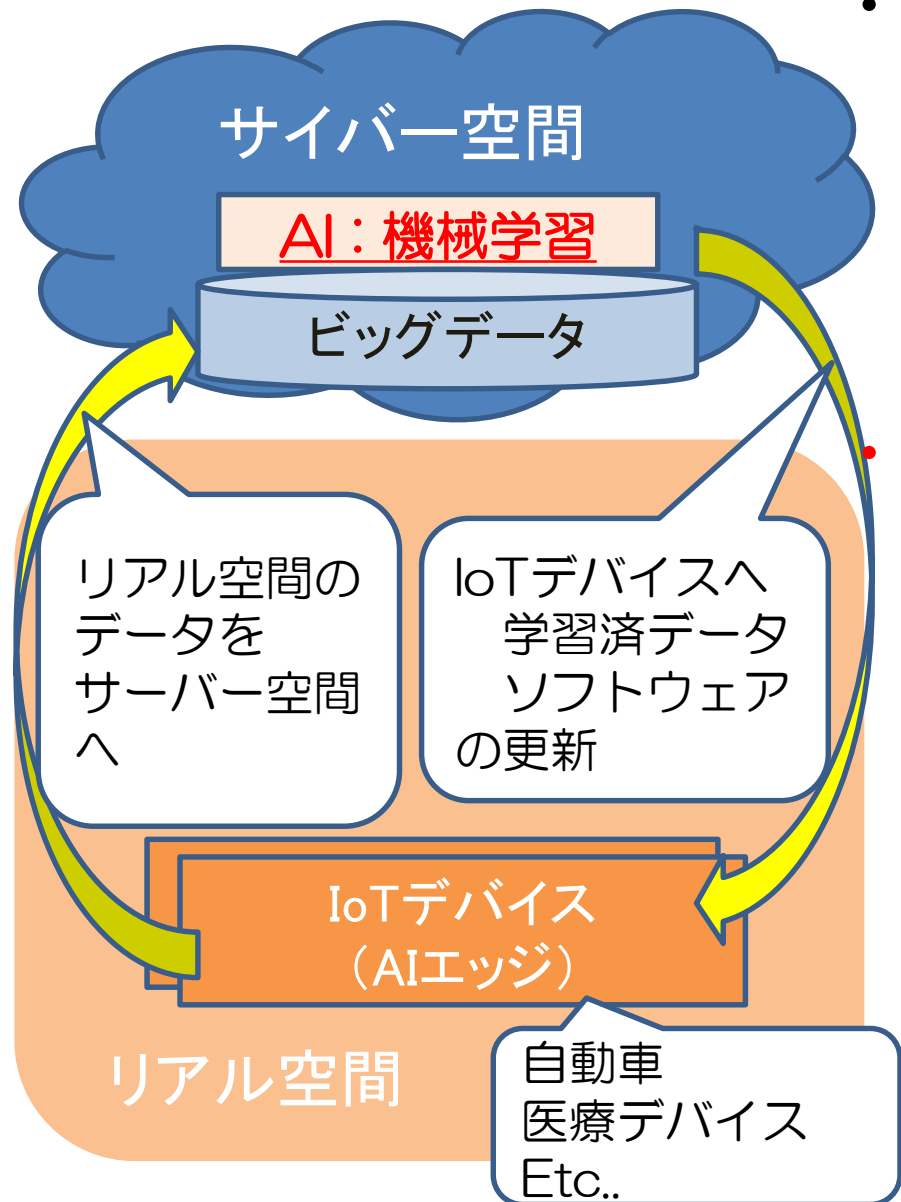 サイバー空間
AI：機械学習
ビッグデータ
リアル空間の
データを
サーバー空間
へ
IoTデバイスへ
学習済データ
ソフトウェア
の更新
IoTデバイス
（AIエッジ）
リアル空間
自動車
医療デバイス
Etc..